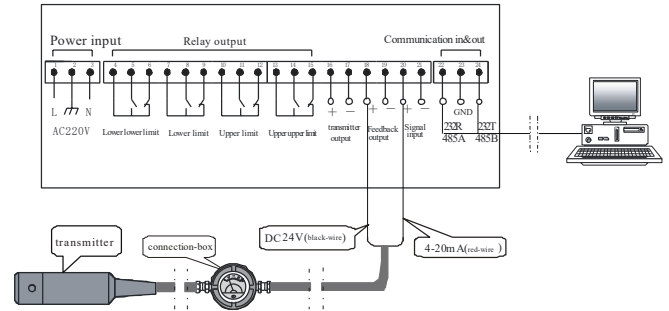 Power input
Relay output
Communication in&out
1 2 3 4 5 6 7 8 9 10 11 12 13 14 15 16 17 18 19 20 21 22 23 24
L N
+ − + − + −
GND
AC220V
Lower lower limit
Lower limit
Upper limit
Upper upper limit
transmitter
output
Feedback
output
Signal
input
232R 232T
485A 485B
transmitter
connection-box
DC24V(black-wire)
4-20mA(red-wire)